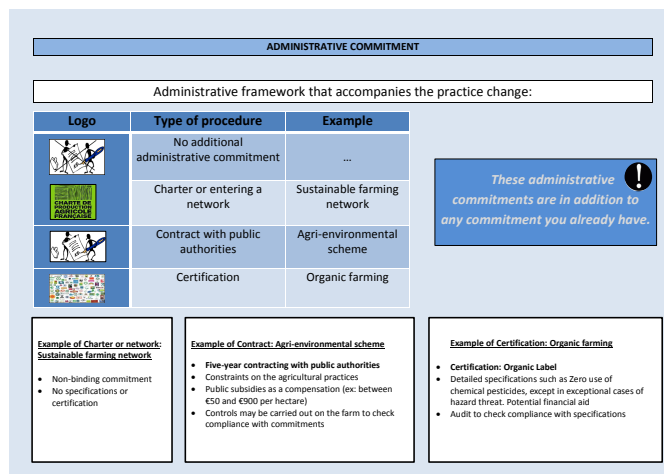 ADMINISTRATIVE COMMITMENT
Administrative framework that accompanies the practice change:
Logo Type of procedure Example
No additional
administrative commitment …
CHARTE DE
PRODUCTION
AGRICOLE
FRANÇAISE
Charter or entering a
network
Sustainable farming
network
Contract with public
authorities
Agri-environmental
scheme
Certification Organic farming
These administrative
commitments are in addition to
any commitment you already have.
Example of Charter or network:
Sustainable farming network
• Non-binding commitment
• No specifications or
certification
Example of Contract: Agri-environmental scheme
• Five-year contracting with public authorities
• Constraints on the agricultural practices
• Public subsidies as a compensation (ex: between
€50 and €900 per hectare)
• Controls may be carried out on the farm to check
compliance with commitments
Example of Certification: Organic farming
• Certification: Organic Label
• Detailed specifications such as Zero use of
chemical pesticides, except in exceptional cases of
hazard threat. Potential financial aid
• Audit to check compliance with specifications